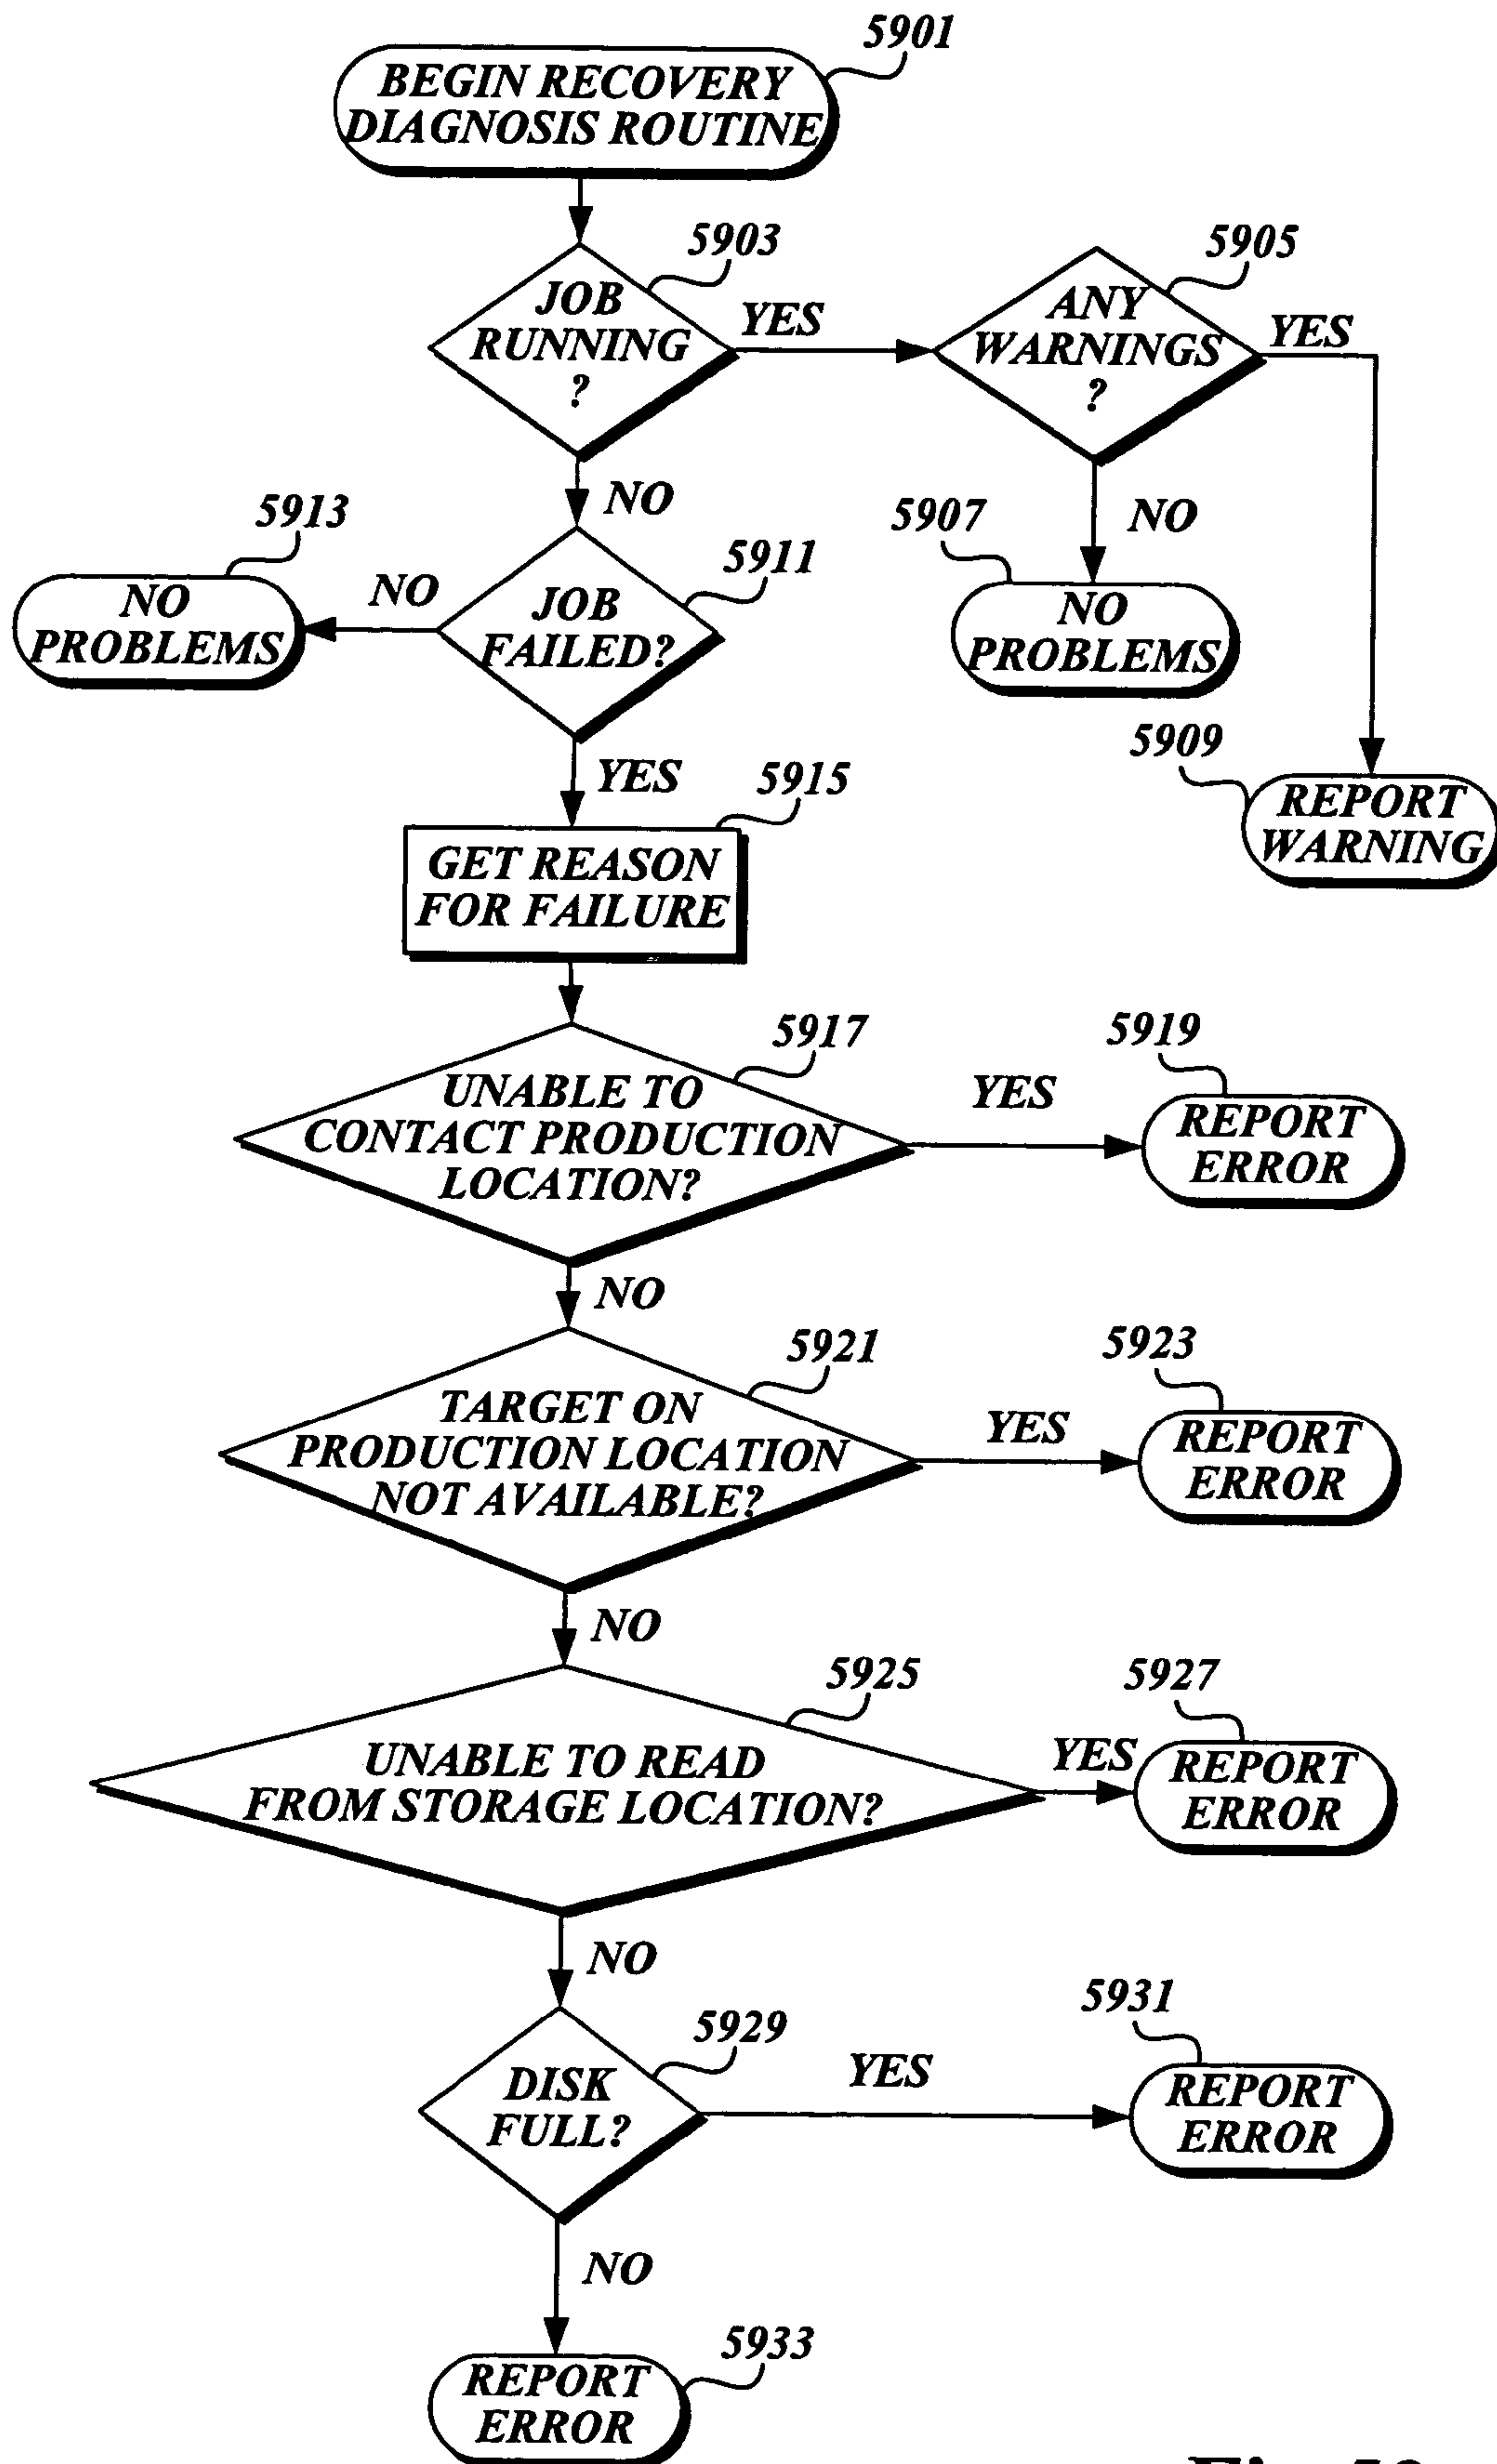 5901
BEGIN RECOVERY
DIAGNOSIS ROUTINE
5903
JOB
RUNNING
?
YES
5905
ANY
WARNINGS
?
YES
NO
5907
NO
PROBLEMS
5909
REPORT
WARNING
NO
5911
JOB
FAILED?
NO
5913
NO
PROBLEMS
YES
5915
GET REASON
FOR FAILURE
5917
UNABLE TO
CONTACT PRODUCTION
LOCATION?
YES
5919
REPORT
ERROR
NO
5921
TARGET ON
PRODUCTION LOCATION
NOT AVAILABLE?
YES
5923
REPORT
ERROR
NO
5925
UNABLE TO READ
FROM STORAGE LOCATION?
YES
5927
REPORT
ERROR
NO
5929
DISK
FULL?
YES
5931
REPORT
ERROR
NO
5933
REPORT
ERROR